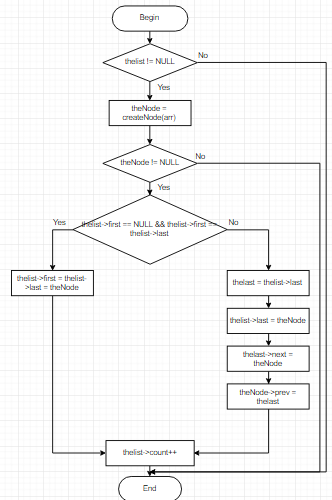 Begin
thelist != NULL
No
Yes
theNode =
createNode(arr)
theNode != NULL
No
Yes
Yes
thelist->first == NULL && thelist->first ==
thelist->last
No
thelist->first = thelist-
>last = theNode
thelast = thelist->last
thelist->last = theNode
thelast->next =
theNode
theNode->prev =
thelast
thelist->count++
End